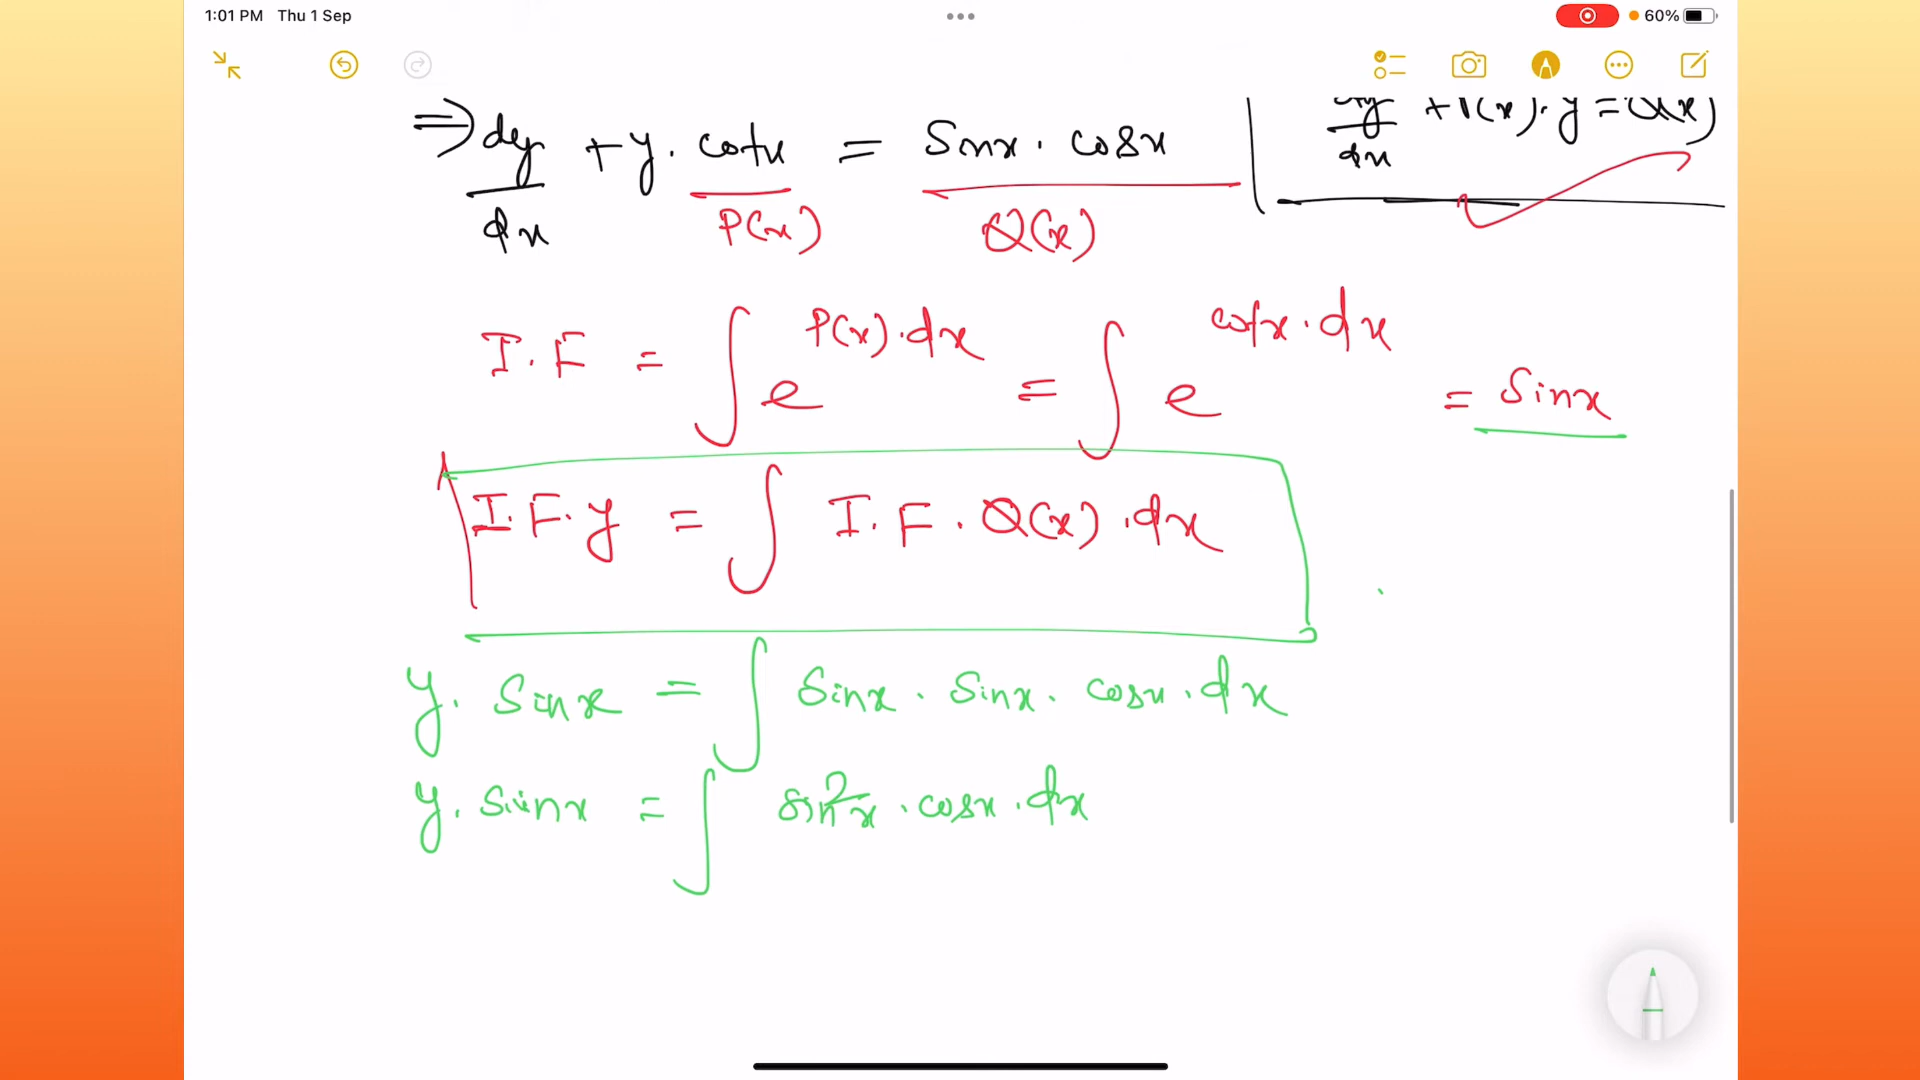 1:01 PM Thu 1 Sep
60%
⇒ dy/dx + y. cotx = Sinx . cosx
dy/dx + P(x). y = Q(x)
P(x) Q(x)
I.F = ∫ e^P(x).dx = ∫ e^cotx.dx = Sinx
I.F. y = ∫ I.F. Q(x) .dx
y. Sinx = ∫ Sinx . Sinx. cosx .dx
y. Sinx = ∫ sin²x . cosx .dx